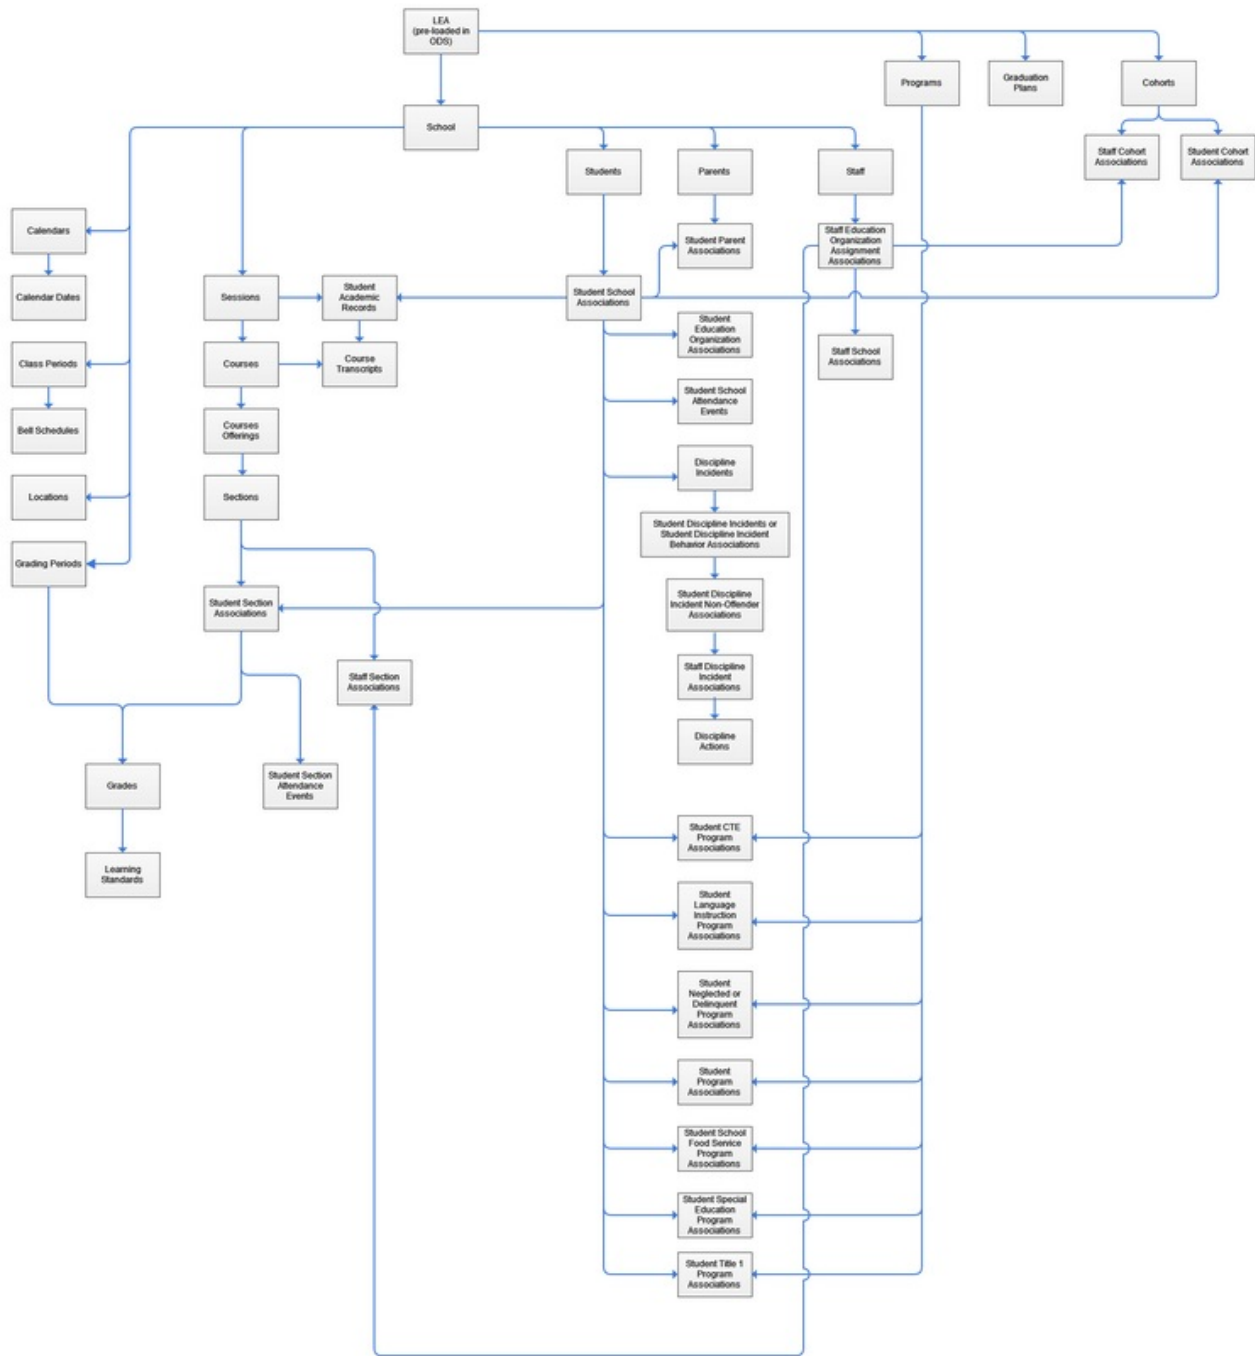 LEA
(pre-loaded in
ODS)
Programs
Graduation
Plans
Cohorts
School
Staff Cohort
Associations
Student Cohort
Associations
Students
Parents
Staff
Calendars
Student Parent
Associations
Staff Education
Organization
Assignment
Associations
Calendar Dates
Sessions
Student
Academic
Records
Student School
Associations
Student
Education
Organization
Associations
Staff School
Associations
Class Periods
Courses
Course
Transcripts
Student School
Attendance
Events
Bell Schedules
Courses
Offerings
Discipline
Incidents
Locations
Sections
Student Discipline Incidents or
Student Discipline Incident
Behavior Associations
Grading Periods
Student Section
Associations
Student Discipline
Incident Non-Offender
Associations
Staff Section
Associations
Staff Discipline
Incident
Associations
Discipline
Actions
Grades
Student Section
Attendance
Events
Student CTE
Program
Associations
Learning
Standards
Student
Language
Instruction
Program
Associations
Student
Neglected or
Delinquent
Program
Associations
Student
Program
Associations
Student School
Food Service
Program
Associations
Student Special
Education
Program
Associations
Student Title 1
Program
Associations